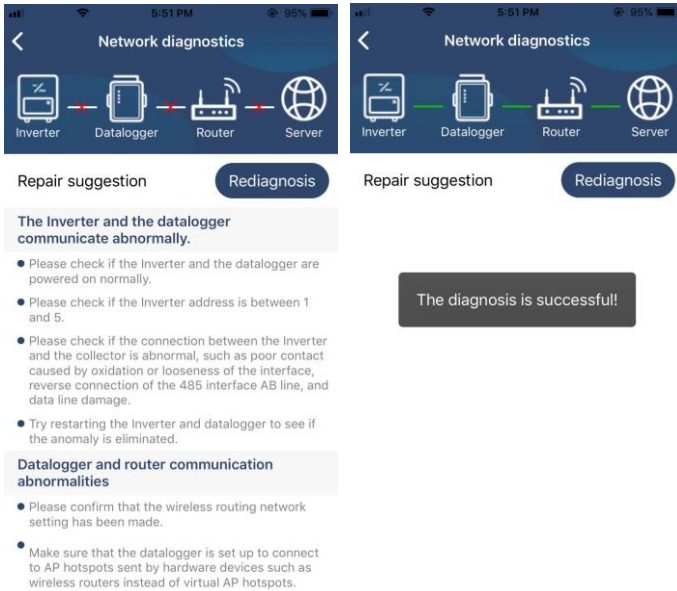 5:51 PM
95%
Network diagnostics
Inverter
Datalogger
Router
Server
Repair suggestion
Rediagnosis
The Inverter and the datalogger
communicate abnormally.
Please check if the Inverter and the datalogger are
powered on normally.
Please check if the Inverter address is between 1
and 5.
Please check if the connection between the Inverter
and the collector is abnormal, such as poor contact
caused by oxidation or looseness of the interface,
reverse connection of the 485 interface AB line, and
data line damage.
Try restarting the Inverter and datalogger to see if
the anomaly is eliminated.
Datalogger and router communication
abnormalities
Please confirm that the wireless routing network
setting has been made.
Make sure that the datalogger is set up to connect
to AP hotspots sent by hardware devices such as
wireless routers instead of virtual AP hotspots.
5:51 PM
95%
Network diagnostics
Inverter
Datalogger
Router
Server
Repair suggestion
Rediagnosis
The diagnosis is successful!